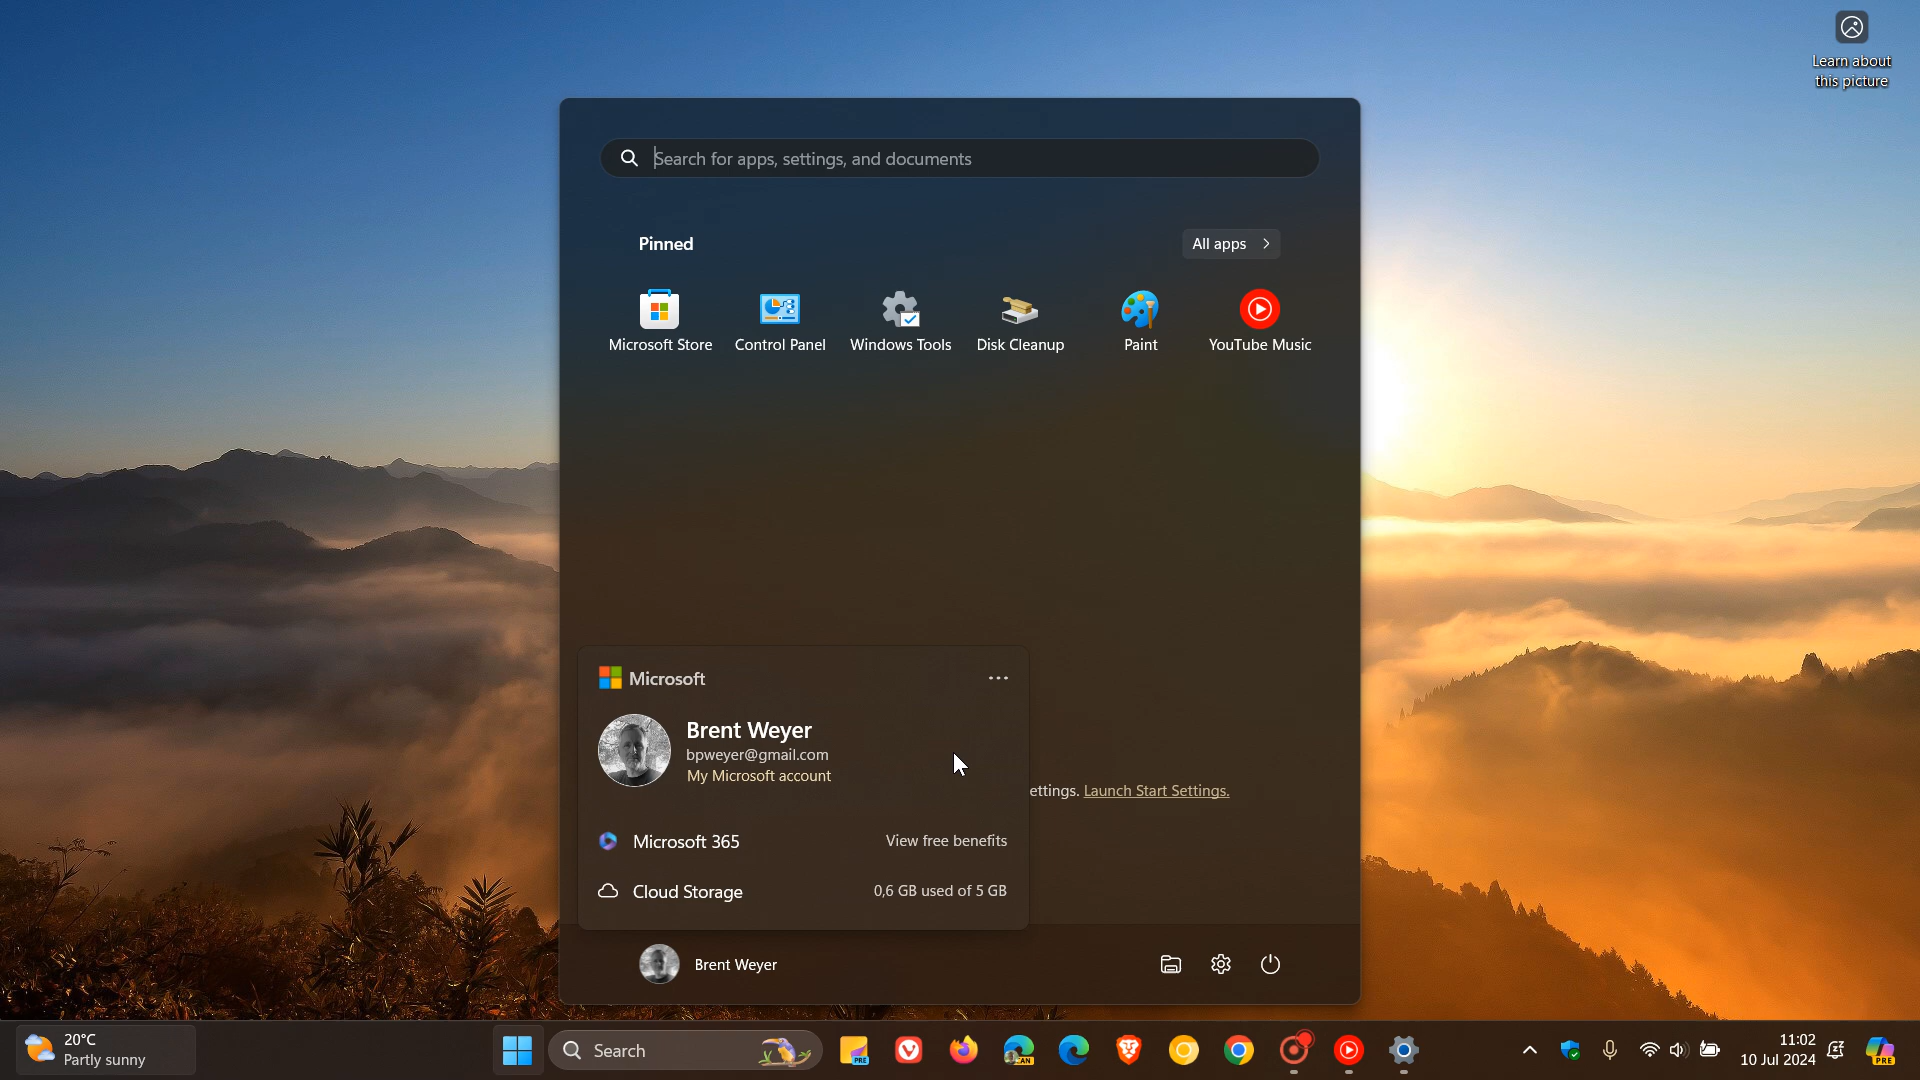 Learn about
this picture
Search for apps, settings, and documents
Pinned
All apps
Microsoft Store
Control Panel
Windows Tools
Disk Cleanup
Paint
YouTube Music
Microsoft
Brent Weyer
bpweyer@gmail.com
My Microsoft account
ettings. Launch Start Settings.
Microsoft 365
View free benefits
Cloud Storage
0,6 GB used of 5 GB
Brent Weyer
20°C
Partly sunny
Search
PRE
CAN
11:02
10 Jul 2024
PRE